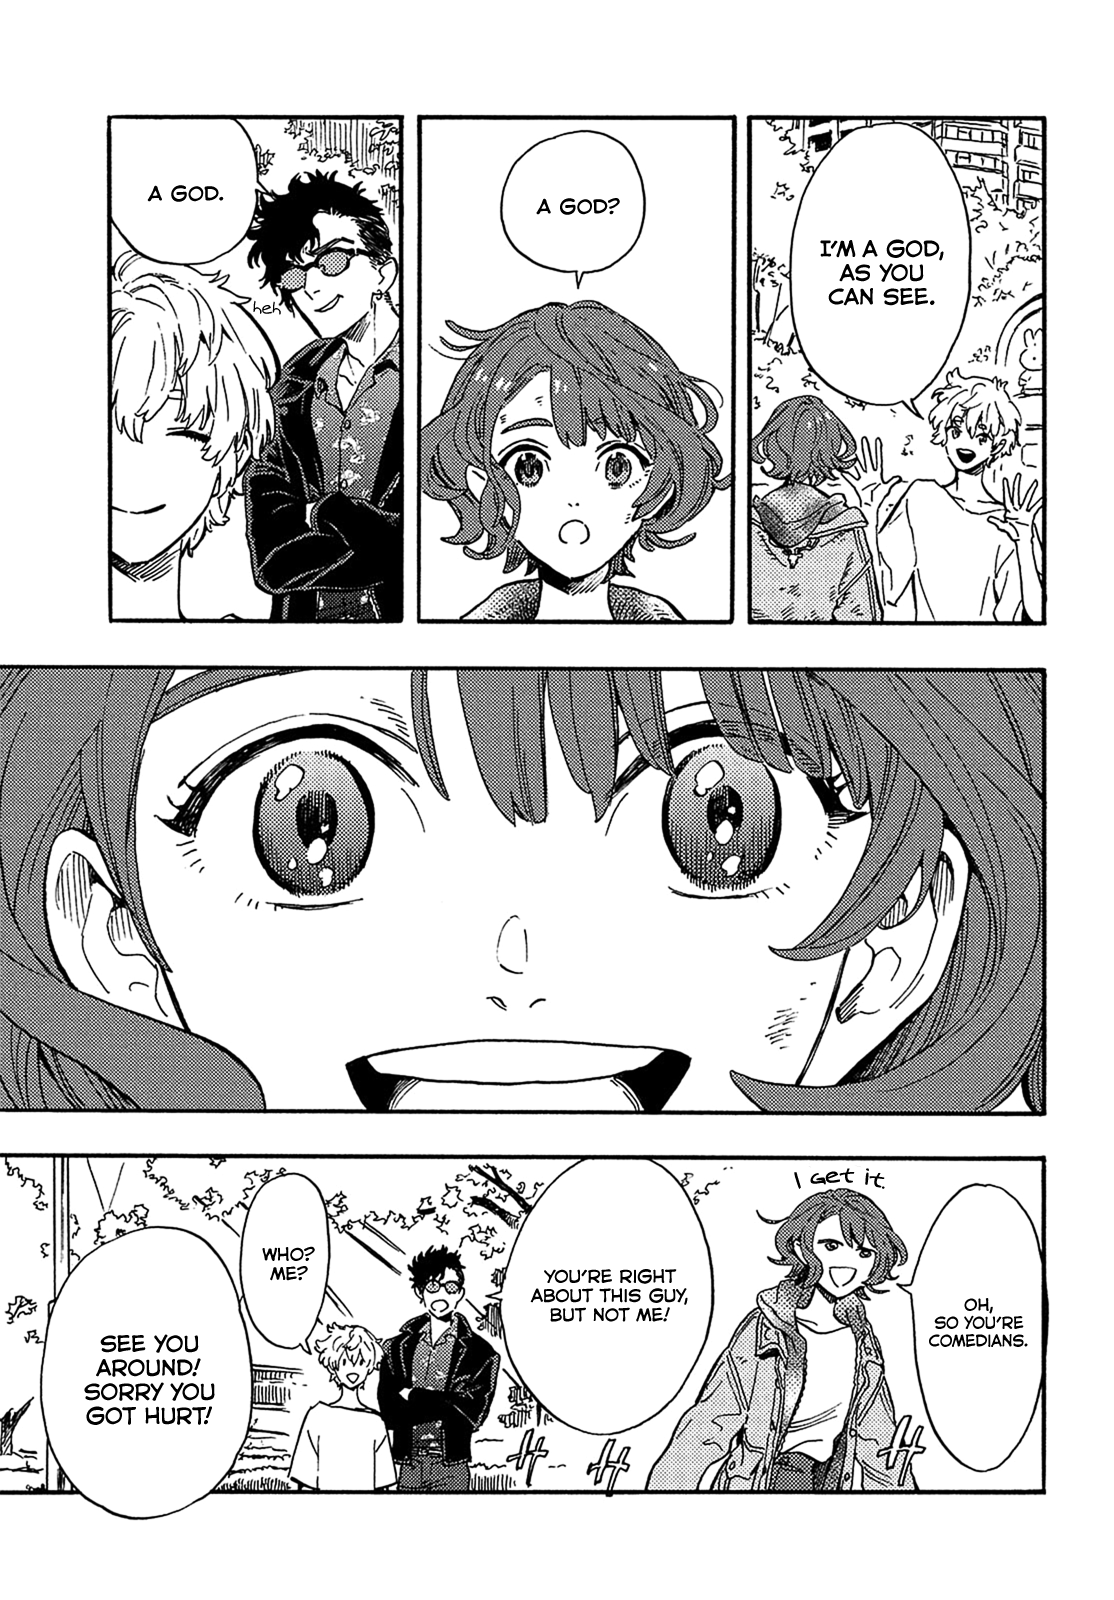 I'M A GOD,
AS YOU
CAN SEE.
A GOD?
A GOD.
heh
I Get it.
OH,
SO YOU'RE
COMEDIANS.
YOU'RE RIGHT
ABOUT THIS GUY,
BUT NOT ME!
WHO?
ME?
SEE YOU
AROUND!
SORRY YOU
GOT HURT!